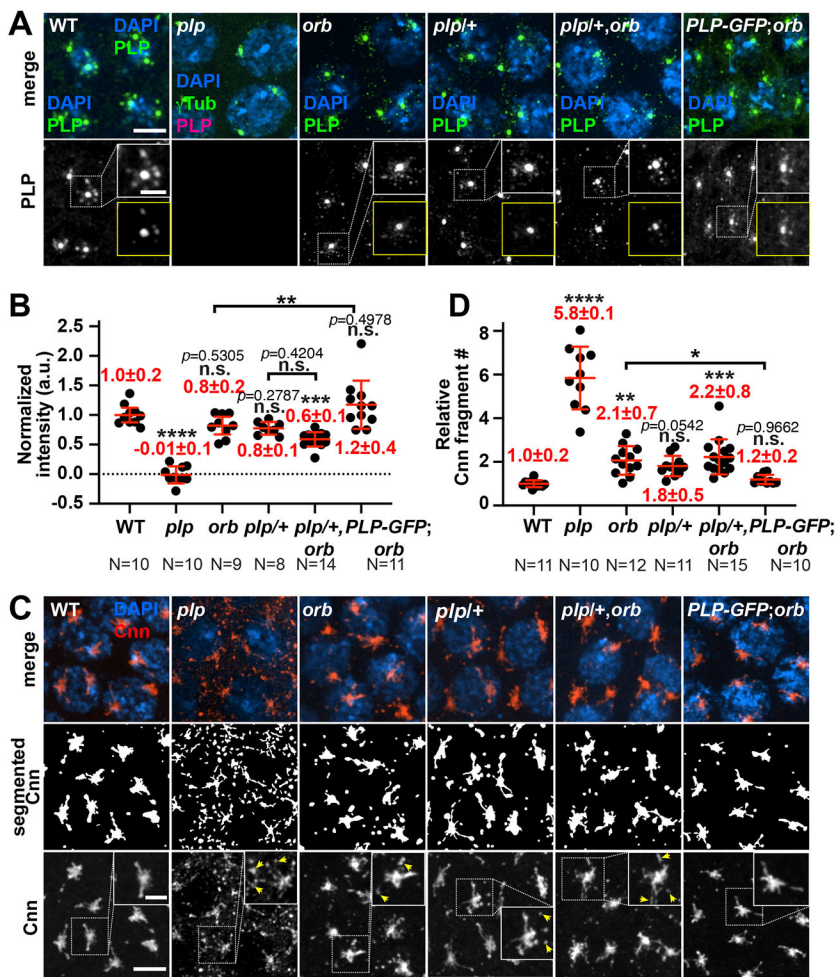 A
WT
plp
orb
plp/+
plp/+,orb
PLP-GFP;orb
merge
DAPI
PLP
DAPI
PLP
DAPI
γTub
PLP
DAPI
PLP
DAPI
PLP
DAPI
PLP
DAPI
PLP
PLP
B
Normalized
intensity (a.u.)
2.5
2.0
1.5
1.0
0.5
0.0
-0.5
1.0±0.2
****
-0.01±0.1
p=0.5305
n.s.
0.8±0.2
**
p=0.4204
n.s.
p=0.2787
n.s.
0.8±0.1
***
0.6±0.1
p=0.4978
n.s.
1.2±0.4
WT
plp
orb
plp/+
plp/+,
orb
PLP-GFP;
orb
N=10
N=10
N=9
N=8
N=14
N=11
D
Relative
Cnn fragment #
8
6
4
2
0
1.0±0.2
****
5.8±0.1
**
2.1±0.7
p=0.0542
n.s.
1.8±0.5
*
***
2.2±0.8
p=0.9662
n.s.
1.2±0.2
WT
plp
orb
plp/+
plp/+,
orb
PLP-GFP;
orb
N=11
N=10
N=12
N=11
N=15
N=10
C
WT
DAPI
Cnn
plp
orb
plp/+
plp/+,orb
PLP-GFP;orb
merge
segmented
Cnn
Cnn